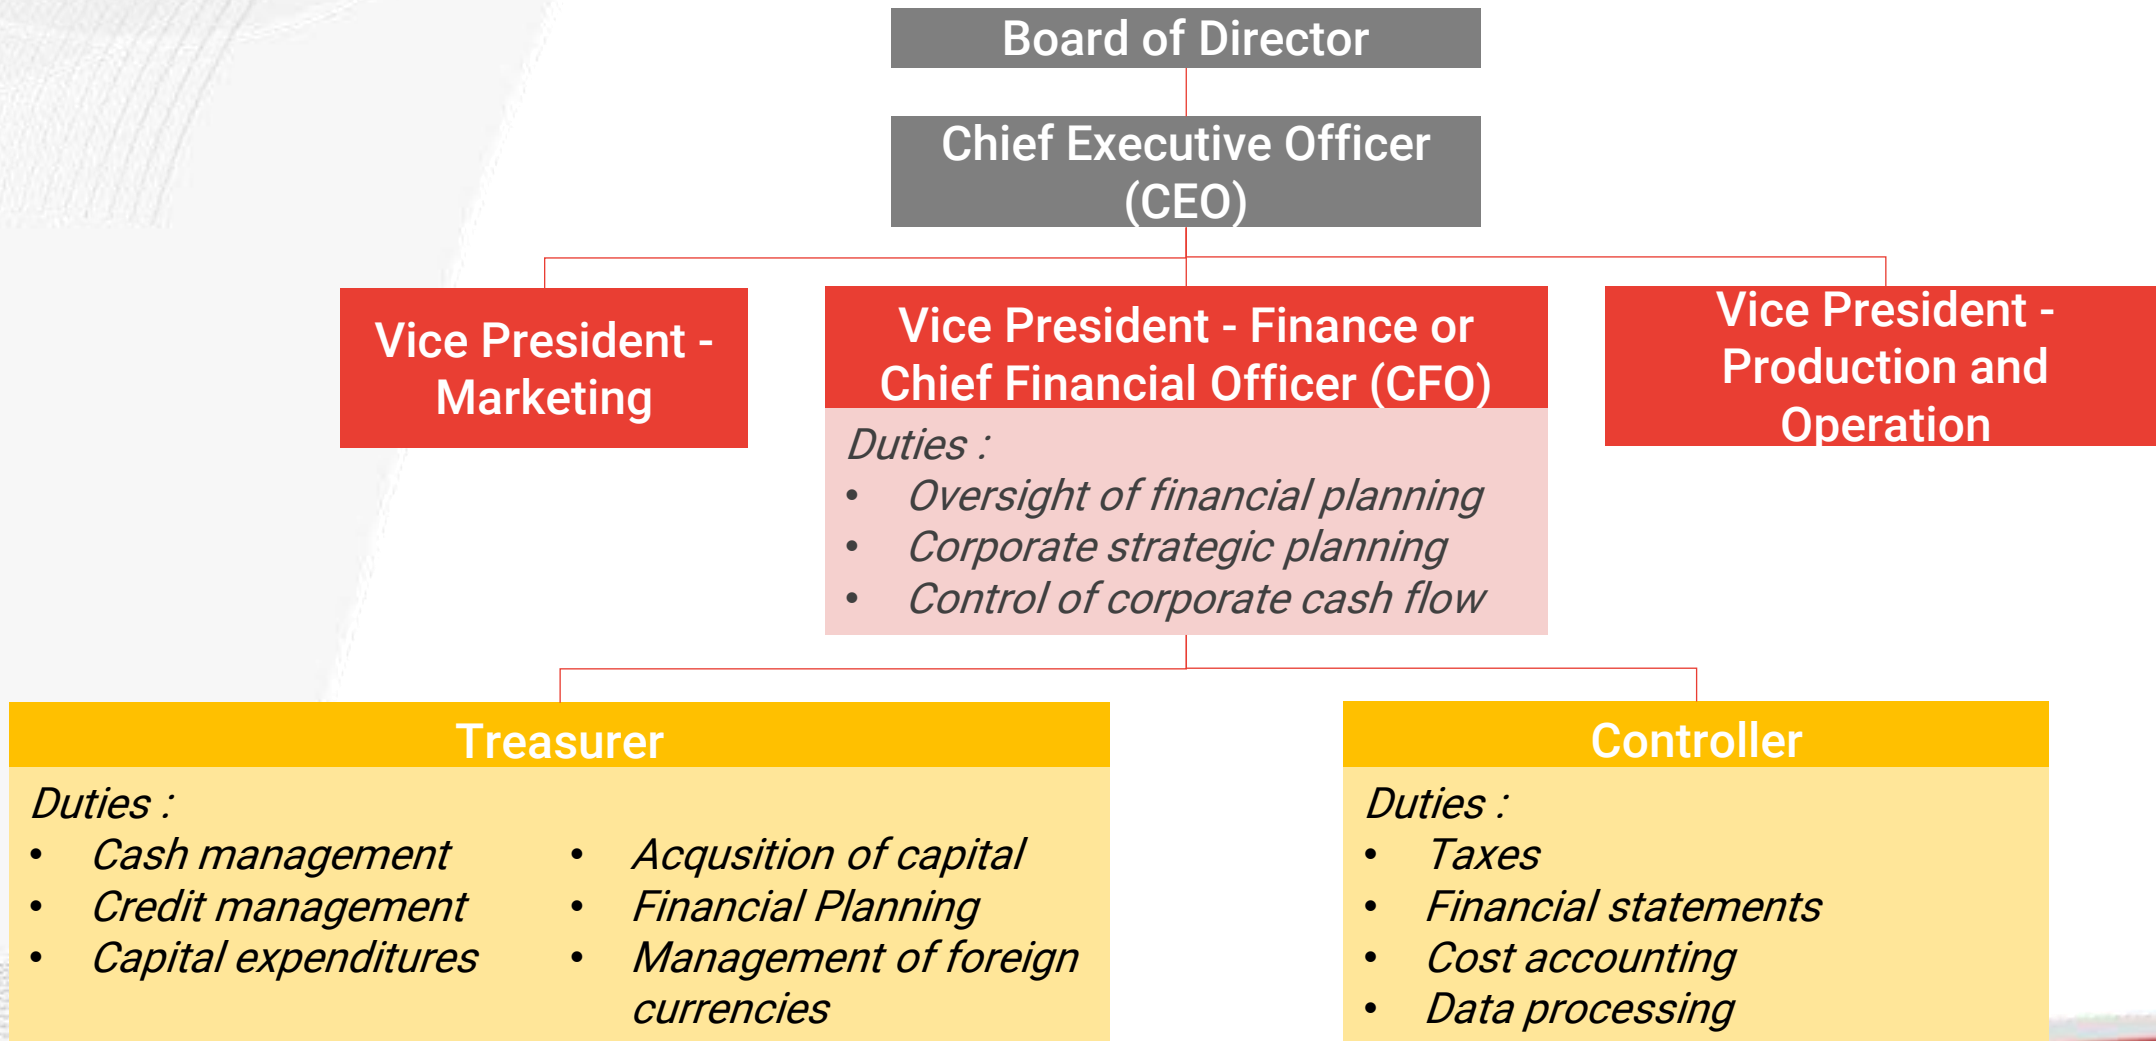 Board of Director
Chief Executive Officer
(CEO)
Vice President -
Marketing
Vice President - Finance or
Chief Financial Officer (CFO)
Duties :
• Oversight of financial planning
• Corporate strategic planning
• Control of corporate cash flow
Vice President -
Production and
Operation
Treasurer
Duties :
• Cash management
• Credit management
• Capital expenditures
• Acqusition of capital
• Financial Planning
• Management of foreign
currencies
Controller
Duties :
• Taxes
• Financial statements
• Cost accounting
• Data processing